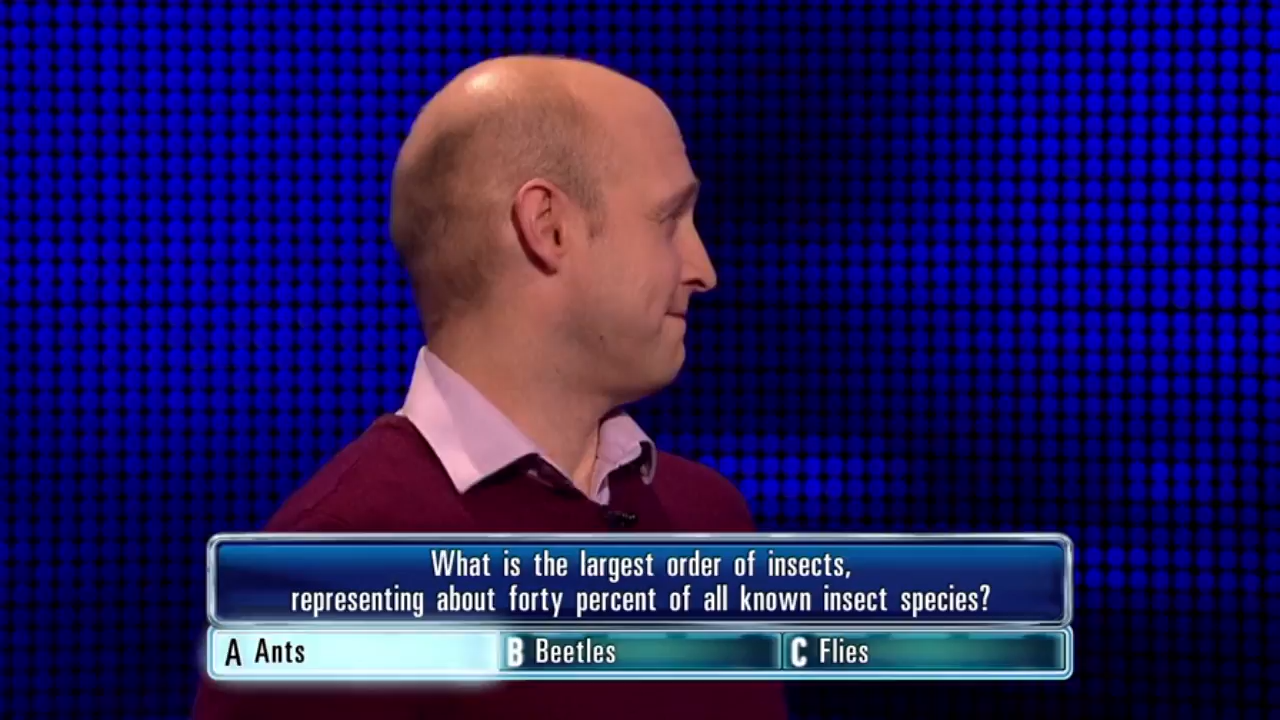 What is the largest order of insects,
representing about forty percent of all known insect species?
A Ants B Beetles C Flies